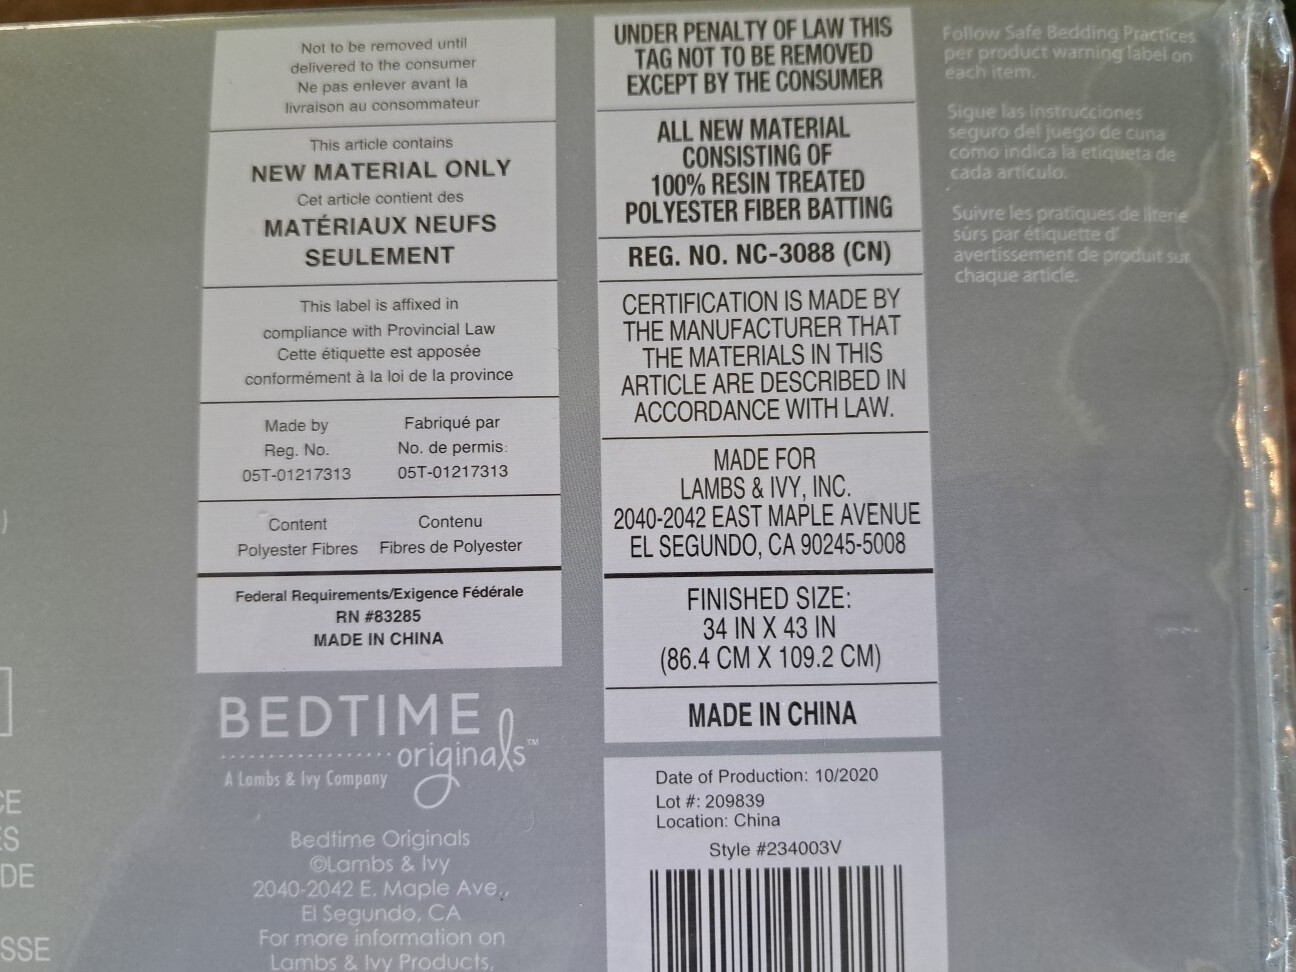 Not to be removed until
delivered to the consumer
Ne pas enlever avant la
livraison au consommateur
This article contains
NEW MATERIAL ONLY
Cet article contient des
MATÉRIAUX NEUFS
SEULEMENT
This label is affixed in
compliance with Provincial Law
Cette étiquette est apposée
conformément à la loi de la province
Made by
Reg. No.
05T-01217313
Fabriqué par
No. de permis:
05T-01217313
Content
Polyester Fibres
Contenu
Fibres de Polyester
Federal Requirements/Exigence Fédérale
RN #83285
MADE IN CHINA
BEDTIME
originals™
A Lambs & Ivy Company
Bedtime Originals
©Lambs & Ivy
2040-2042 E. Maple Ave.,
El Segundo, CA
For more information on
Lambs & Ivy Products,
UNDER PENALTY OF LAW THIS
TAG NOT TO BE REMOVED
EXCEPT BY THE CONSUMER
ALL NEW MATERIAL
CONSISTING OF
100% RESIN TREATED
POLYESTER FIBER BATTING
REG. NO. NC-3088 (CN)
CERTIFICATION IS MADE BY
THE MANUFACTURER THAT
THE MATERIALS IN THIS
ARTICLE ARE DESCRIBED IN
ACCORDANCE WITH LAW.
MADE FOR
LAMBS & IVY, INC.
2040-2042 EAST MAPLE AVENUE
EL SEGUNDO, CA 90245-5008
FINISHED SIZE:
34 IN X 43 IN
(86.4 CM X 109.2 CM)
MADE IN CHINA
Date of Production: 10/2020
Lot #: 209839
Location: China
Style #234003V
Follow Safe Bedding Practices
per product warning label on
each item.
Sigue las instrucciones
seguro del juego de cuna
como indica la etiqueta de
cada articulo.
Suivre les pratiques de literie
sûrs par étiquette d'
avertissement de produit sur
chaque article.